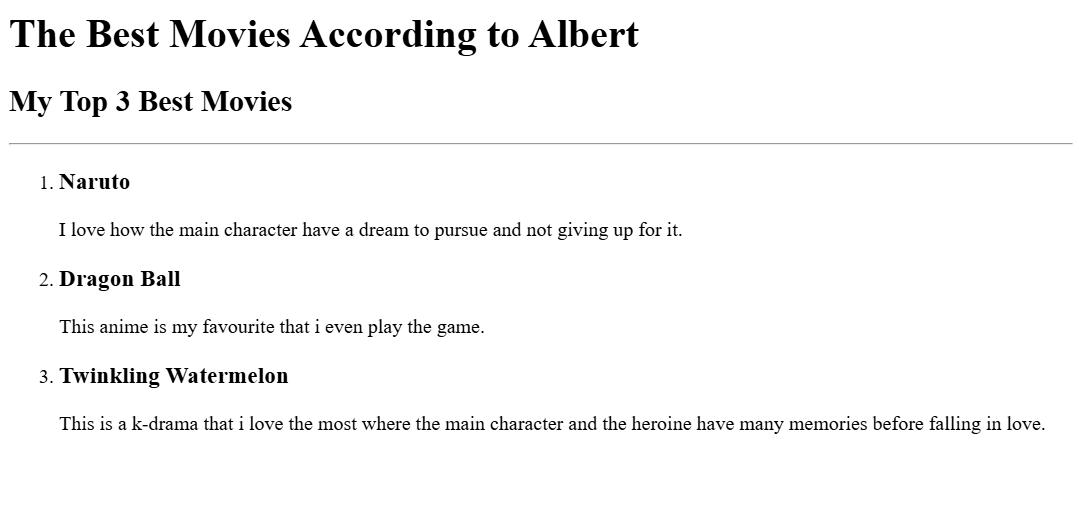 The Best Movies According to Albert
My Top 3 Best Movies
1. Naruto
I love how the main character have a dream to pursue and not giving up for it.
2. Dragon Ball
This anime is my favourite that i even play the game.
3. Twinkling Watermelon
This is a k-drama that i love the most where the main character and the heroine have many memories before falling in love.